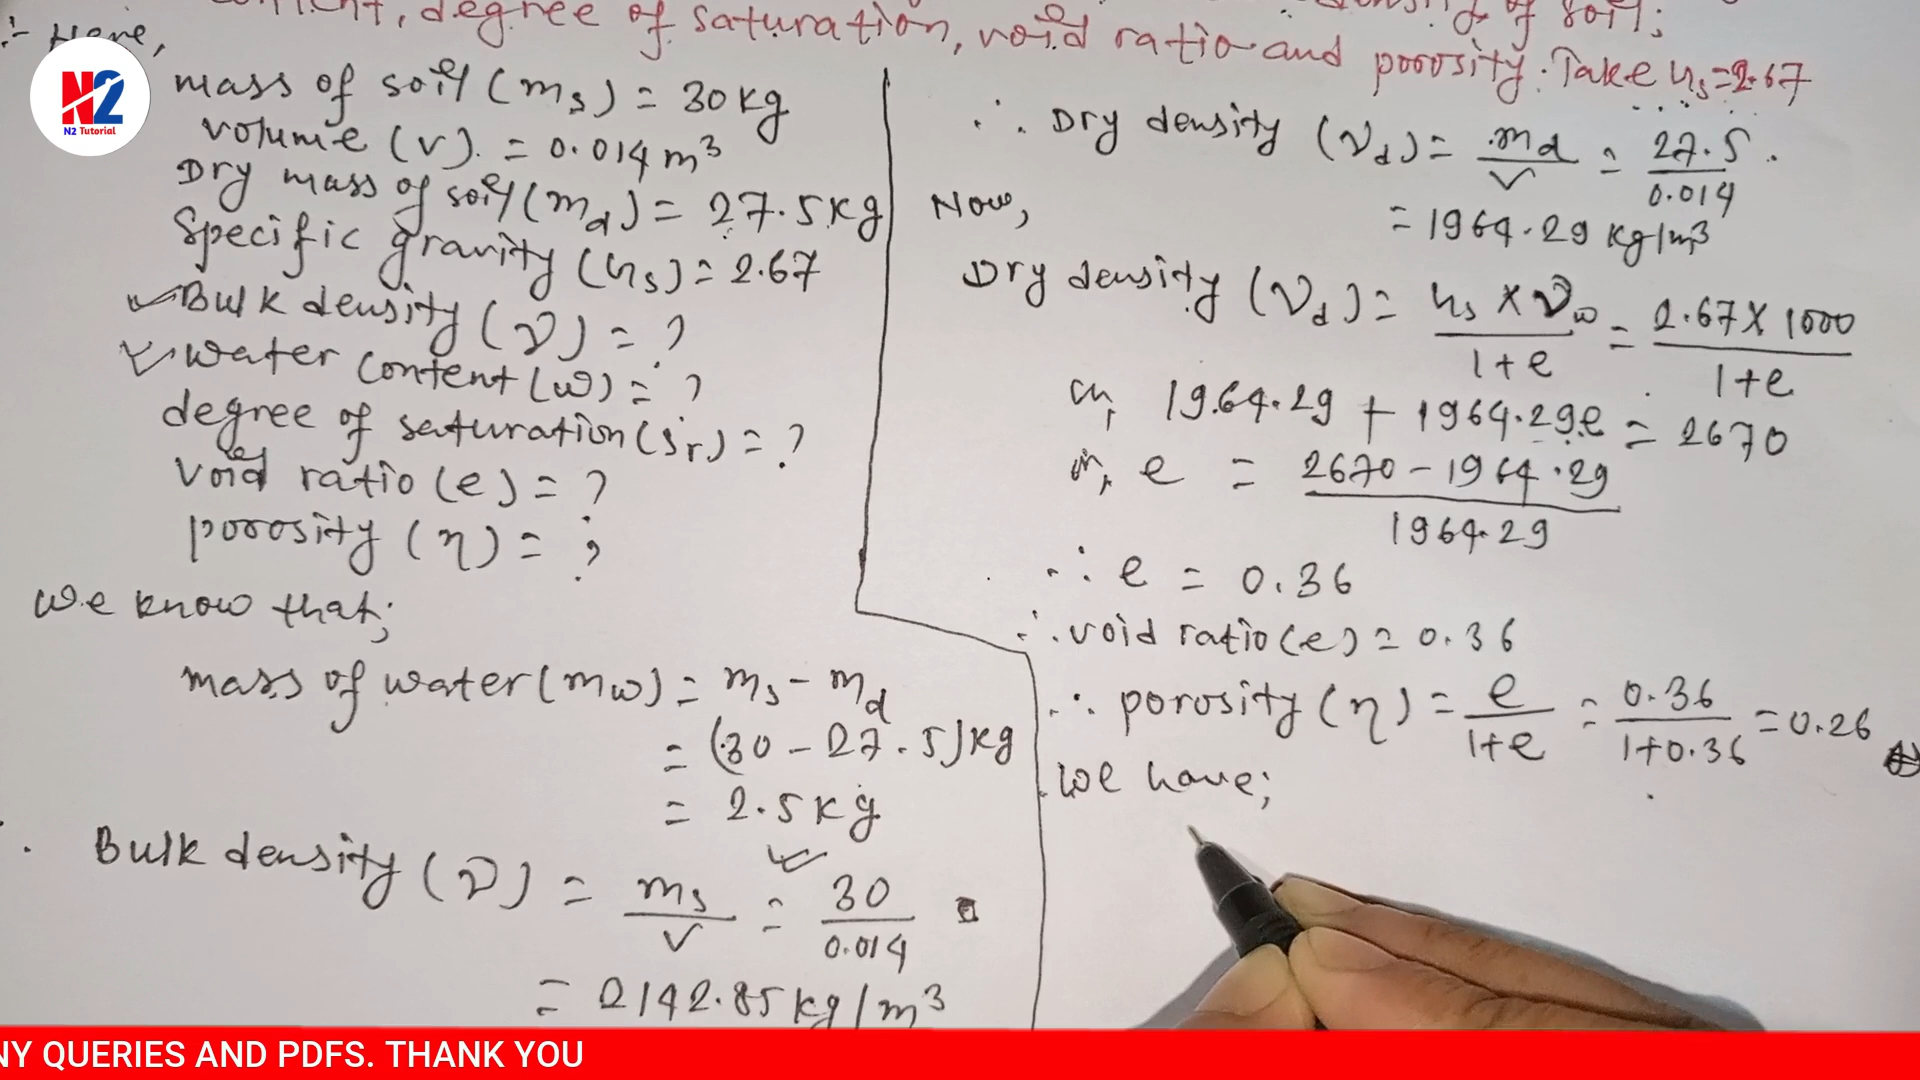 degree of saturation, void ratio and porosity. Take Gs=2.67
of soil;
:- Here,
N2
N2 Tutorial
mass of soil (ms) = 30kg
volume (v) = 0.014 m³
Dry mass of soil (md) = 27.5kg
Specific gravity (Gs) = 2.67
Bulk density (γ) = ?
water content (w) = ?
degree of saturation (Sr) = ?
void ratio (e) = ?
porosity (η) = ?
we know that;
mass of water (mw) = ms - md
= (30 - 27.5) kg
= 2.5kg
Bulk density (γ) = ms/v = 30/0.014
= 2142.85 kg/m³
∴ Dry density (γd) = md/v = 27.5/0.014
= 1964.29 kg/m³
Now,
Dry density (γd) = Gs × γw/1+e = 2.67 × 1000/1+e
or, 1964.29 + 1964.29e = 2670
or, e = 2670 - 1964.29/1964.29
∴ e = 0.36
∴ void ratio (e) = 0.36
∴ porosity (η) = e/1+e = 0.36/1+0.36 = 0.26
we have;
NY QUERIES AND PDFS. THANK YOU